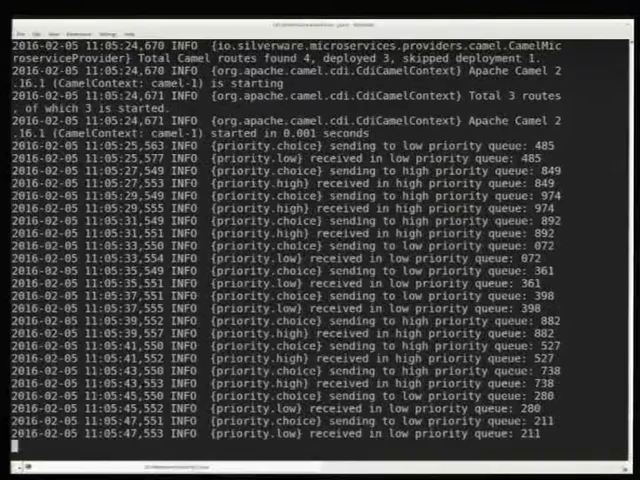 2016-02-05 11:05:24,670 INFO  {io.silverware.microservices.providers.camel.CamelMic
roserviceProvider} Total Camel routes found 4, deployed 3, skipped deployment 1.
2016-02-05 11:05:24,670 INFO  {org.apache.camel.cdi.CdiCamelContext} Apache Camel 2
.16.1 (CamelContext: camel-1) is starting
2016-02-05 11:05:24,671 INFO  {org.apache.camel.cdi.CdiCamelContext} Total 3 routes
, of which 3 is started.
2016-02-05 11:05:24,671 INFO  {org.apache.camel.cdi.CdiCamelContext} Apache Camel 2
.16.1 (CamelContext: camel-1) started in 0.001 seconds
2016-02-05 11:05:25,563 INFO  {priority.choice} sending to low priority queue: 485
2016-02-05 11:05:25,577 INFO  {priority.low} received in low priority queue: 485
2016-02-05 11:05:27,549 INFO  {priority.choice} sending to high priority queue: 849
2016-02-05 11:05:27,553 INFO  {priority.high} received in high priority queue: 849
2016-02-05 11:05:29,549 INFO  {priority.choice} sending to high priority queue: 974
2016-02-05 11:05:29,555 INFO  {priority.high} received in high priority queue: 974
2016-02-05 11:05:31,549 INFO  {priority.choice} sending to high priority queue: 892
2016-02-05 11:05:31,551 INFO  {priority.high} received in high priority queue: 892
2016-02-05 11:05:33,550 INFO  {priority.choice} sending to low priority queue: 072
2016-02-05 11:05:33,554 INFO  {priority.low} received in low priority queue: 072
2016-02-05 11:05:35,549 INFO  {priority.choice} sending to low priority queue: 361
2016-02-05 11:05:35,551 INFO  {priority.low} received in low priority queue: 361
2016-02-05 11:05:37,551 INFO  {priority.choice} sending to low priority queue: 398
2016-02-05 11:05:37,555 INFO  {priority.low} received in low priority queue: 398
2016-02-05 11:05:39,552 INFO  {priority.choice} sending to high priority queue: 882
2016-02-05 11:05:39,557 INFO  {priority.high} received in high priority queue: 882
2016-02-05 11:05:41,550 INFO  {priority.choice} sending to high priority queue: 527
2016-02-05 11:05:41,552 INFO  {priority.high} received in high priority queue: 527
2016-02-05 11:05:43,550 INFO  {priority.choice} sending to high priority queue: 738
2016-02-05 11:05:43,553 INFO  {priority.high} received in high priority queue: 738
2016-02-05 11:05:45,550 INFO  {priority.choice} sending to low priority queue: 280
2016-02-05 11:05:45,552 INFO  {priority.low} received in low priority queue: 280
2016-02-05 11:05:47,551 INFO  {priority.choice} sending to low priority queue: 211
2016-02-05 11:05:47,553 INFO  {priority.low} received in low priority queue: 211